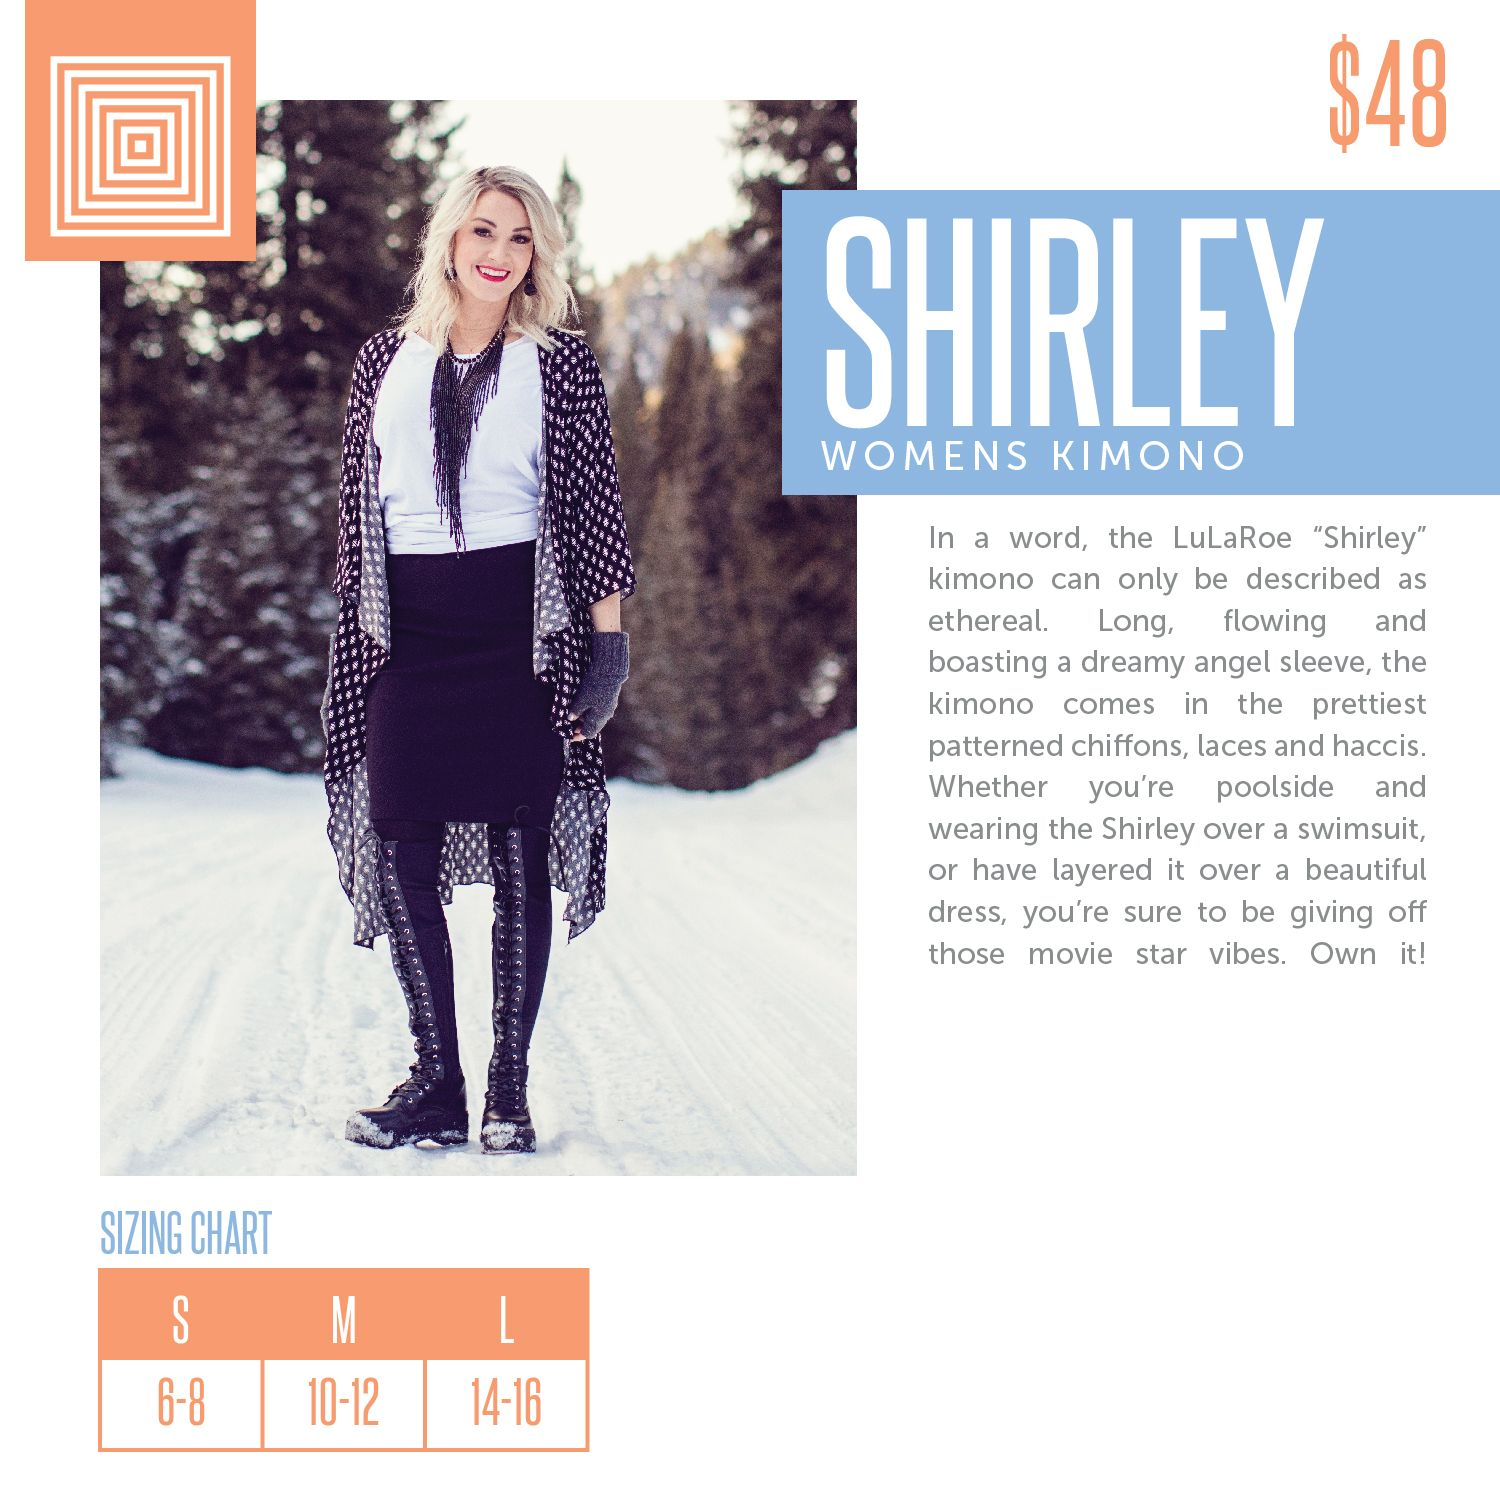 $48
SHIRLEY
WOMENS KIMONO
In a word, the LuLaRoe “Shirley”
kimono can only be described as
ethereal. Long, flowing and
boasting a dreamy angel sleeve, the
kimono comes in the prettiest
patterned chiffons, laces and haccis.
Whether you’re poolside and
wearing the Shirley over a swimsuit,
or have layered it over a beautiful
dress, you’re sure to be giving off
those movie star vibes. Own it!
SIZING CHART
S M L
6-8 10-12 14-16